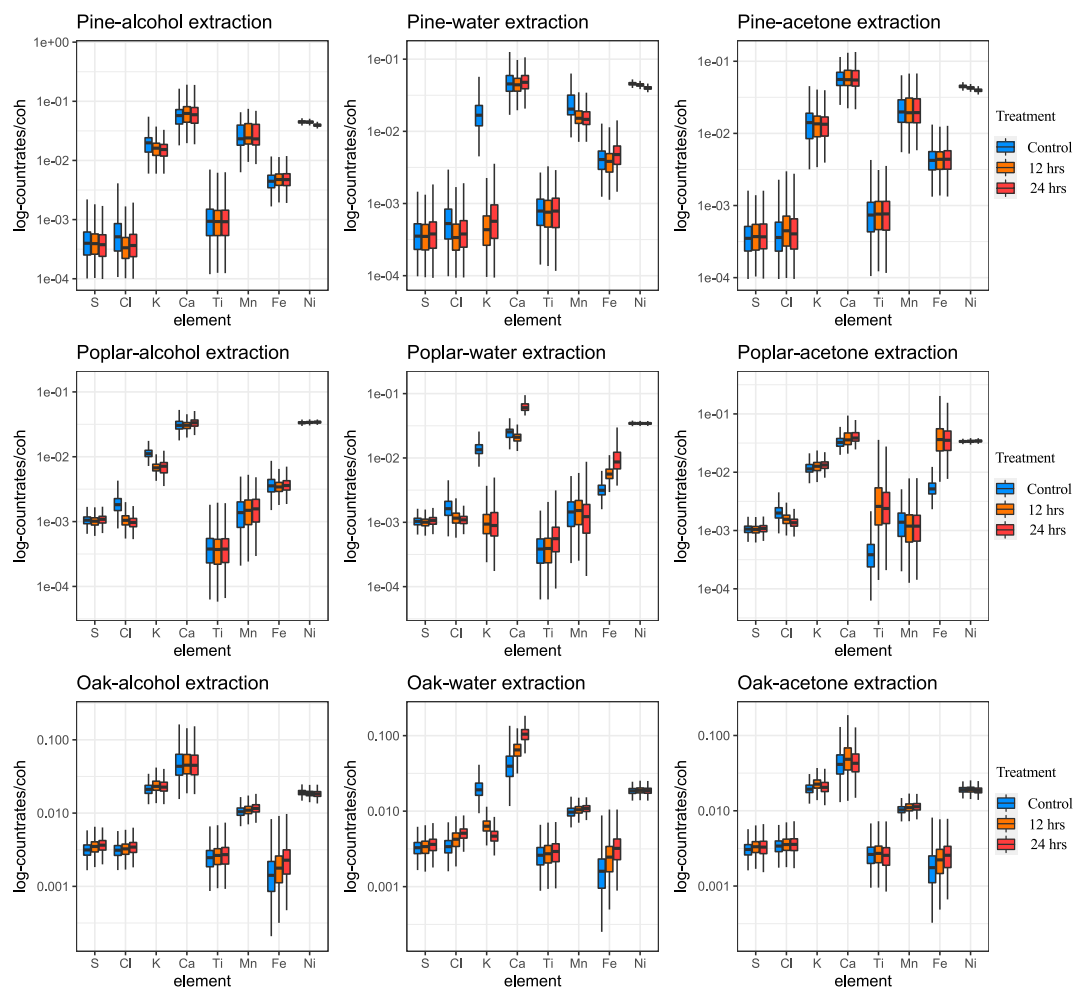 Pine-alcohol extraction
Pine-water extraction
Pine-acetone extraction
log-countrates/coh
1e+00
1e-01
1e-02
1e-03
1e-04
S Cl K Ca Ti Mn Fe Ni
element
log-countrates/coh
1e-01
1e-02
1e-03
1e-04
S Cl K Ca Ti Mn Fe Ni
element
log-countrates/coh
1e-01
1e-02
1e-03
1e-04
S Cl K Ca Ti Mn Fe Ni
element
Treatment
Control
12 hrs
24 hrs
Poplar-alcohol extraction
Poplar-water extraction
Poplar-acetone extraction
log-countrates/coh
1e-01
1e-02
1e-03
1e-04
S Cl K Ca Ti Mn Fe Ni
element
log-countrates/coh
1e-01
1e-02
1e-03
1e-04
S Cl K Ca Ti Mn Fe Ni
element
log-countrates/coh
1e-01
1e-02
1e-03
1e-04
S Cl K Ca Ti Mn Fe Ni
element
Treatment
Control
12 hrs
24 hrs
Oak-alcohol extraction
Oak-water extraction
Oak-acetone extraction
log-countrates/coh
0.100
0.010
0.001
S Cl K Ca Ti Mn Fe Ni
element
log-countrates/coh
0.100
0.010
0.001
S Cl K Ca Ti Mn Fe Ni
element
log-countrates/coh
0.100
0.010
0.001
S Cl K Ca Ti Mn Fe Ni
element
Treatment
Control
12 hrs
24 hrs